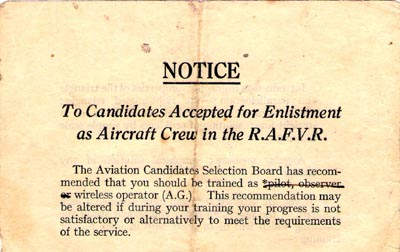 NOTICE
To Candidates Accepted for Enlistment
as Aircraft Crew in the R.A.F.V.R.
The Aviation Candidates Selection Board has recom-
mended that you should be trained as pilot, observer
or wireless operator (A.G.) This recommendation may
be altered if during your training your progress is not
satisfactory or alternatively to meet the requirements
of the service.